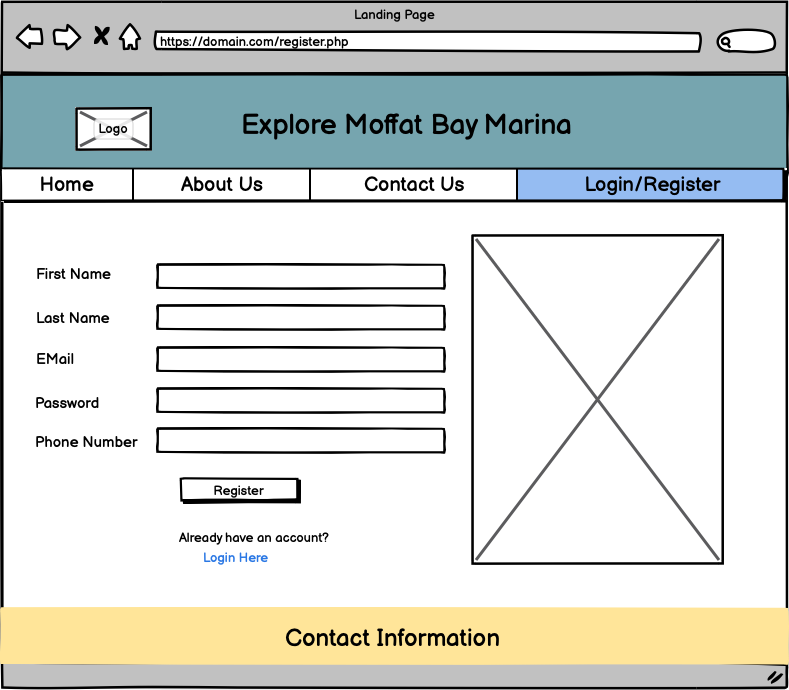 Landing Page
https://domain.com/register.php
Logo
Explore Moffat Bay Marina
Home About Us Contact Us Login/Register
First Name
Last Name
EMail
Password
Phone Number
Register
Already have an account?
Login Here
Contact Information